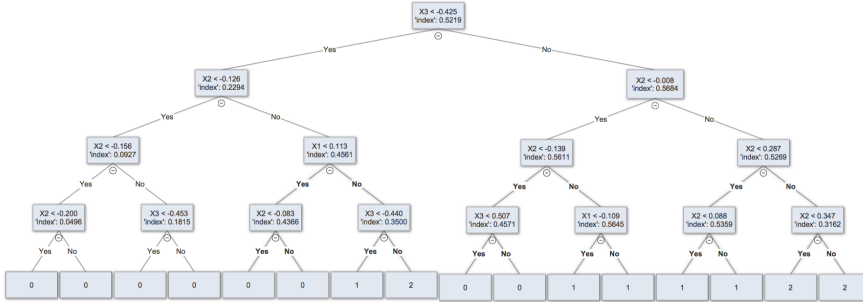 X3 < -0.425
'index': 0.5219
Yes
No
X2 < -0.126
'index': 0.2294
X2 < -0.008
'index': 0.5684
Yes
No
Yes
No
X2 < -0.156
'index': 0.0927
X1 < 0.113
'index': 0.4561
X2 < -0.139
'index': 0.5611
X2 < 0.287
'index': 0.5269
Yes
No
Yes
No
Yes
No
Yes
No
X2 < -0.200
'index': 0.0496
X3 < -0.453
'index': 0.1815
X2 < -0.083
'index': 0.4366
X3 < -0.440
'index': 0.3500
X3 < 0.507
'index': 0.4571
X1 < -0.109
'index': 0.5645
X2 < 0.088
'index': 0.5359
X2 < 0.347
'index': 0.3162
Yes
No
Yes
No
Yes
No
Yes
No
Yes
No
Yes
No
Yes
No
Yes
No
0
0
0
0
0
0
1
2
0
0
1
1
1
1
2
2